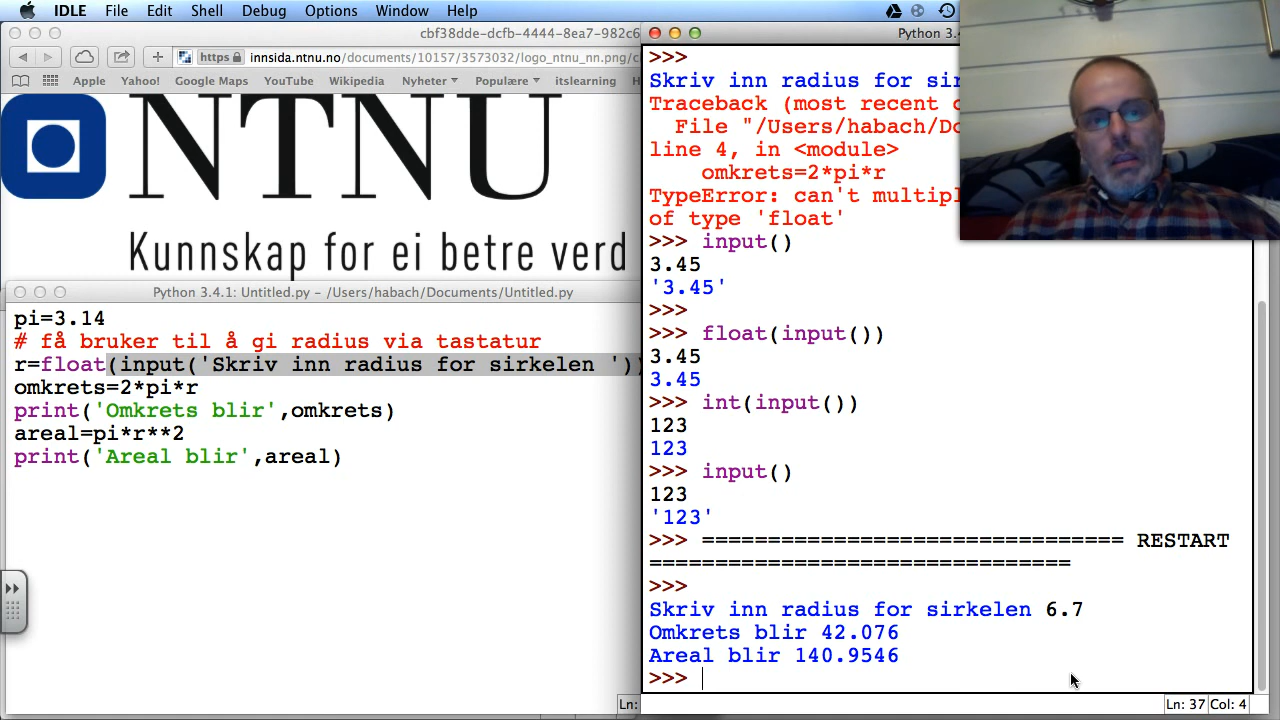 IDLE File Edit Shell Debug Options Window Help
cbf38dde-dcfb-4444-8ea7-982c6
https innsida.ntnu.no/documents/10157/3573032/logo_ntnu_nn.png/c
Apple Yahoo! Google Maps YouTube Wikipedia Nyheter Populære itslearning
NTNU
Kunnskap for ei betre verd
Python 3.4.1: Untitled.py – /Users/habach/Documents/Untitled.py
pi=3.14
# få bruker til å gi radius via tastatur
r=float(input('Skriv inn radius for sirkelen '))
omkrets=2*pi*r
print('Omkrets blir',omkrets)
areal=pi*r**2
print('Areal blir',areal)
Ln:
Python 3.4
>>>
Skriv inn radius for sir
Traceback (most recent c
File "/Users/habach/Do
line 4, in <module>
omkrets=2*pi*r
TypeError: can't multipl
of type 'float'
>>> input()
3.45
'3.45'
>>>
>>> float(input())
3.45
3.45
>>> int(input())
123
123
>>> input()
123
'123'
>>> ================================ RESTART
================================
>>>
Skriv inn radius for sirkelen 6.7
Omkrets blir 42.076
Areal blir 140.9546
>>>
Ln: 37 Col: 4